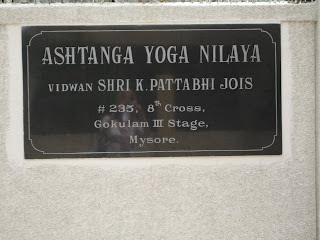 ASHTANGA YOGA NILAYA
VIDWAN SHRI K. PATTABHI JOIS
# 235, 8th Cross,
Gokulam III Stage,
Mysore.